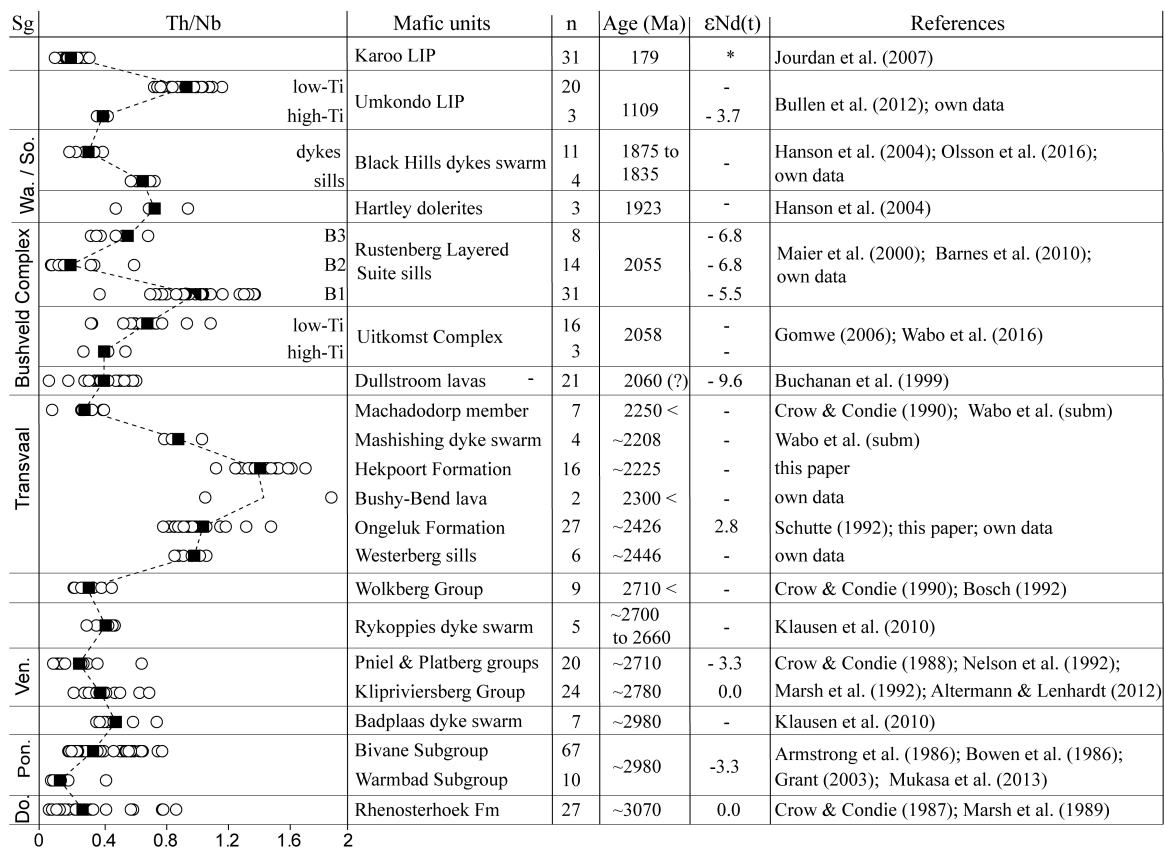 Sg Th/Nb Mafic units n Age (Ma) εNd(t) References
Karoo LIP 31 179 * Jourdan et al. (2007)
low-Ti 20 -
Umkondo LIP 1109 Bullen et al. (2012); own data
high-Ti 3 - 3.7
Wa. / So.
dykes 11 1875 to Hanson et al. (2004); Olsson et al. (2016);
Black Hills dykes swarm -
sills 4 1835 own data
Hartley dolerites 3 1923 - Hanson et al. (2004)
Bushveld Complex
B3 8 - 6.8
Rustenberg Layered Maier et al. (2000); Barnes et al. (2010);
B2 14 2055 - 6.8
Suite sills own data
B1 31 - 5.5
low-Ti 16 -
Uitkomst Complex 2058 Gomwe (2006); Wabo et al. (2016)
high-Ti 3 -
Dullstroom lavas - 21 2060 (?) - 9.6 Buchanan et al. (1999)
Transvaal
Machadodorp member 7 2250 < - Crow & Condie (1990); Wabo et al. (subm)
Mashishing dyke swarm 4 ~2208 - Wabo et al. (subm)
Hekpoort Formation 16 ~2225 - this paper
Bushy-Bend lava 2 2300 < - own data
Ongeluk Formation 27 ~2426 2.8 Schutte (1992); this paper; own data
Westerberg sills 6 ~2446 - own data
Wolkberg Group 9 2710 < - Crow & Condie (1990); Bosch (1992)
~2700
Rykoppies dyke swarm 5 - Klausen et al. (2010)
to 2660
Ven.
Pniel & Platberg groups 20 ~2710 - 3.3 Crow & Condie (1988); Nelson et al. (1992);
Klipriviersberg Group 24 ~2780 0.0 Marsh et al. (1992); Altermann & Lenhardt (2012)
Badplaas dyke swarm 7 ~2980 - Klausen et al. (2010)
Pon.
Bivane Subgroup 67 Armstrong et al. (1986); Bowen et al. (1986);
~2980 -3.3
Warmbad Subgroup 10 Grant (2003); Mukasa et al. (2013)
Do. Rhenosterhoek Fm 27 ~3070 0.0 Crow & Condie (1987); Marsh et al. (1989)
0 0.4 0.8 1.2 1.6 2